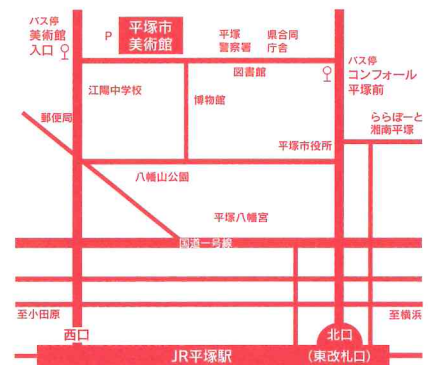 バス停
美術館
入口
P
平塚市
美術館
平塚
警察署
県合同
庁舎
図書館
バス停
コンフォール
平塚前
江陽中学校
博物館
郵便局
ららぽーと
湘南平塚
平塚市役所
八幡山公園
平塚八幡宮
国道一号線
至小田原
至横浜
西口
北口
(東改札口)
JR平塚駅